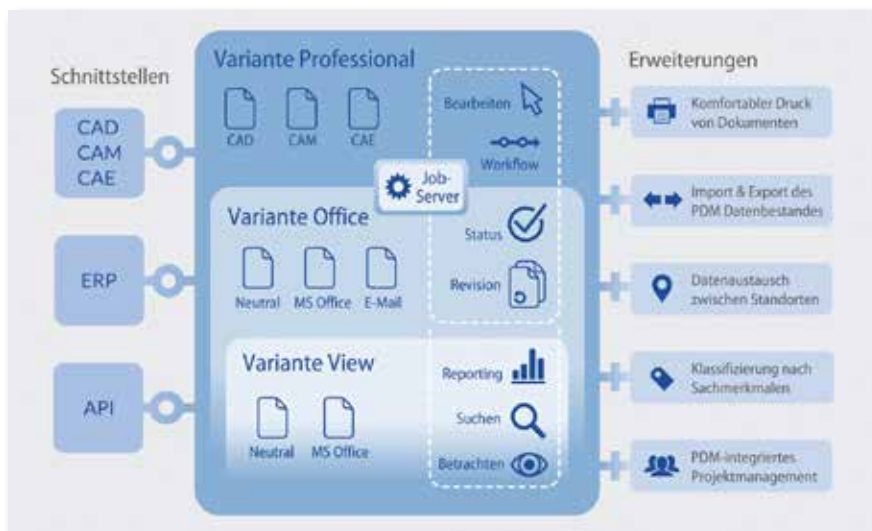 Schnittstellen
CAD
CAM
CAE
ERP
API
Variante Professional
CAD CAM CAE
Job-
Server
Variante Office
Neutral MS Office E-Mail
Variante View
Neutral MS Office
Bearbeiten
Workflow
Status
Revision
Reporting
Suchen
Betrachten
Erweiterungen
Komfortabler Druck
von Dokumenten
Import & Export des
PDM Datenbestandes
Datenaustausch
zwischen Standorten
Klassifizierung nach
Sachmerkmalen
PDM-integriertes
Projektmanagement